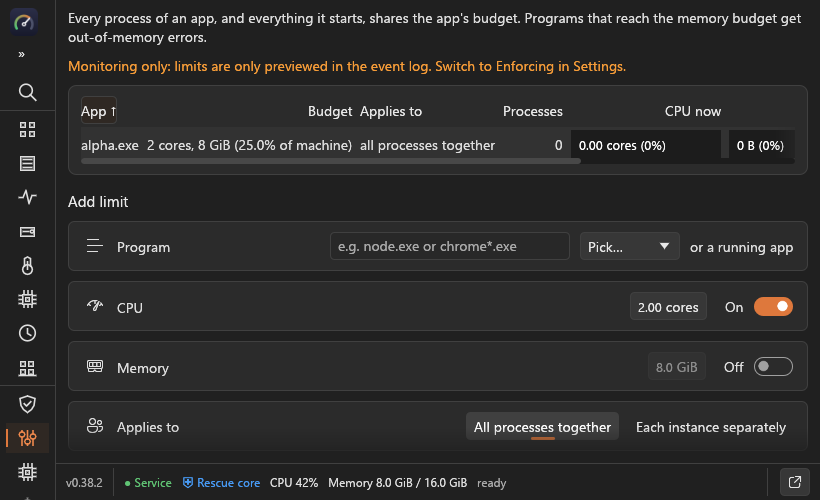 Every process of an app, and everything it starts, shares the app's budget. Programs that reach the memory budget get
out-of-memory errors.
»
Monitoring only: limits are only previewed in the event log. Switch to Enforcing in Settings.
App ↑ Budget Applies to Processes CPU now
alpha.exe 2 cores, 8 GiB (25.0% of machine) all processes together 0 0.00 cores (0%) 0 B (0%)
Add limit
Program e.g. node.exe or chrome*.exe Pick... or a running app
CPU 2.00 cores On
Memory 8.0 GiB Off
Applies to All processes together Each instance separately
v0.38.2 Service Rescue core CPU 42% Memory 8.0 GiB / 16.0 GiB ready